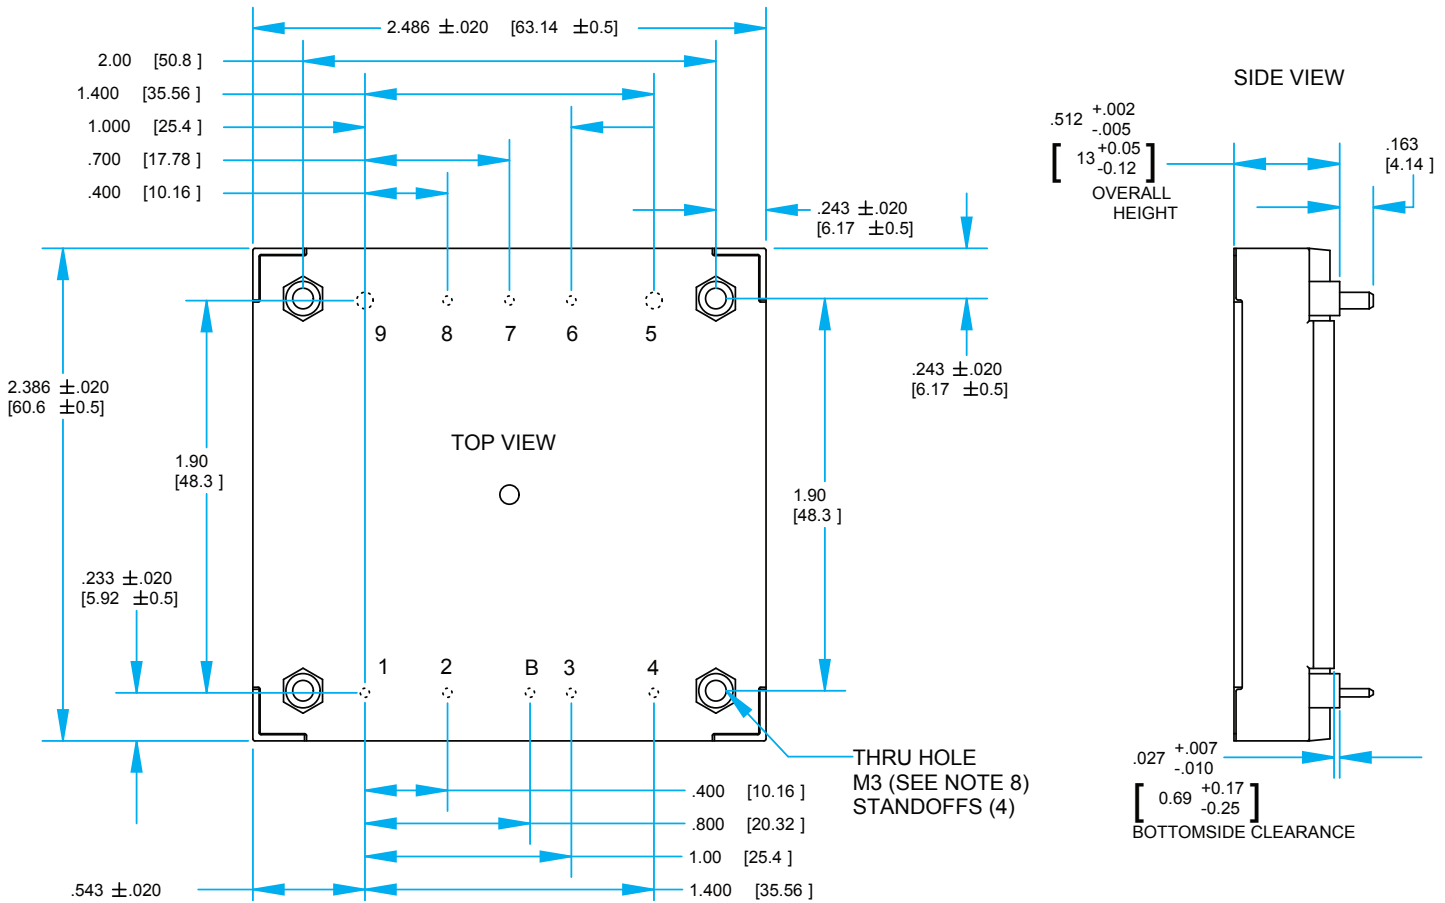 2.486 ±.020 [63.14 ±0.5]
2.00 [50.8 ]
1.400 [35.56 ]
1.000 [25.4 ]
.700 [17.78 ]
.400 [10.16 ]
.243 ±.020
[6.17 ±0.5]
9 8 7 6 5
2.386 ±.020
[60.6 ±0.5]
.243 ±.020
[6.17 ±0.5]
TOP VIEW
1.90
[48.3 ]
1.90
[48.3 ]
.233 ±.020
[5.92 ±0.5]
1 2 B 3 4
THRU HOLE
M3 (SEE NOTE 8)
STANDOFFS (4)
.400 [10.16 ]
.800 [20.32 ]
1.00 [25.4 ]
.543 ±.020
1.400 [35.56 ]
SIDE VIEW
.512 +.002
-.005
[ 13 +0.05 ]
-0.12
OVERALL
HEIGHT
.163
[4.14 ]
.027 +.007
-.010
[ 0.69 +0.17 ]
-0.25
BOTTOMSIDE CLEARANCE